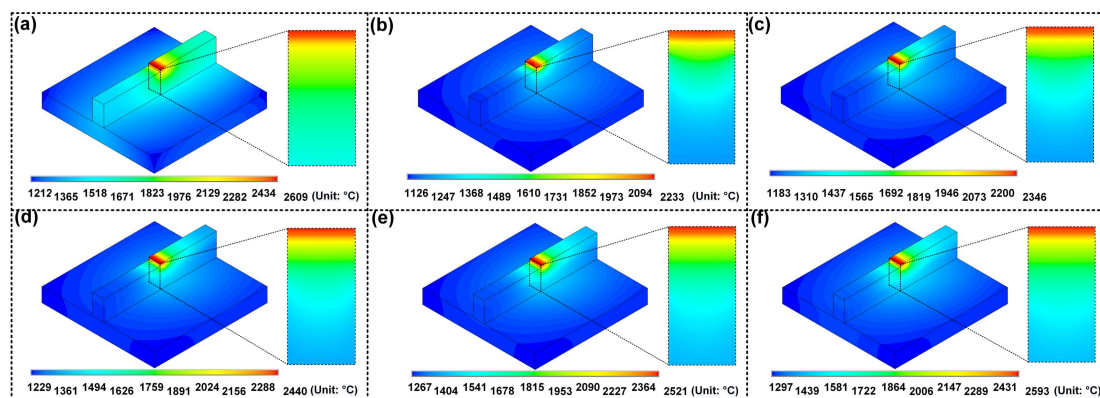 (a)
1212 1365 1518 1671 1823 1976 2129 2282 2434 2609 (Unit: °C)
(b)
1126 1247 1368 1489 1610 1731 1852 1973 2094 2233 (Unit: °C)
(c)
1183 1310 1437 1565 1692 1819 1946 2073 2200 2346
(d)
1229 1361 1494 1626 1759 1891 2024 2156 2288 2440 (Unit: °C)
(e)
1267 1404 1541 1678 1815 1953 2090 2227 2364 2521 (Unit: °C)
(f)
1297 1439 1581 1722 1864 2006 2147 2289 2431 2593 (Unit: °C)